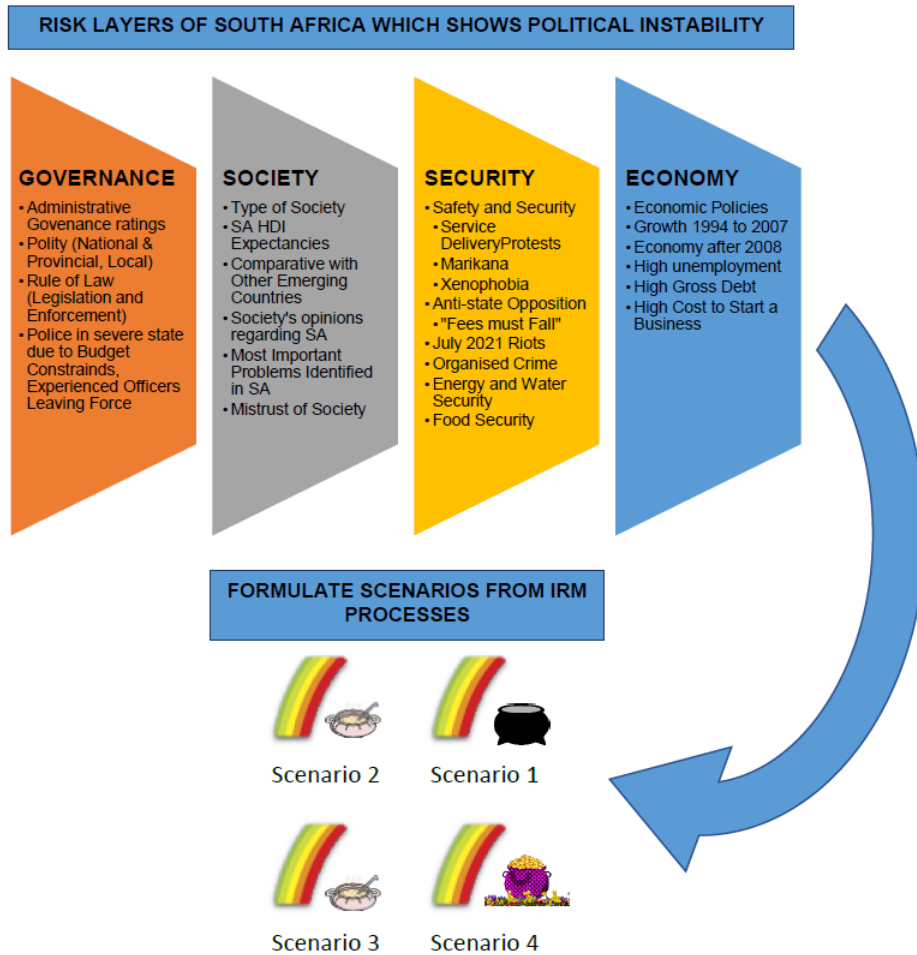 RISK LAYERS OF SOUTH AFRICA WHICH SHOWS POLITICAL INSTABILITY
GOVERNANCE
• Administrative
Governance ratings
• Polity (National &
Provincial, Local)
• Rule of Law
(Legislation and
Enforcement)
• Police in severe state
due to Budget
Constrainds,
Experienced Officers
Leaving Force
SOCIETY
• Type of Society
• SA HDI
Expectancies
• Comparative with
Other Emerging
Countries
• Society's opinions
regarding SA
• Most Important
Problems Identified
in SA
• Mistrust of Society
SECURITY
• Safety and Security
• Service
DeliveryProtests
• Marikana
• Xenophobia
• Anti-state Opposition
• "Fees must Fall"
• July 2021 Riots
• Organised Crime
• Energy and Water
Security
• Food Security
ECONOMY
• Economic Policies
• Growth 1994 to 2007
• Economy after 2008
• High unemployment
• High Gross Debt
• High Cost to Start a
Business
FORMULATE SCENARIOS FROM IRM
PROCESSES
Scenario 2
Scenario 1
Scenario 3
Scenario 4